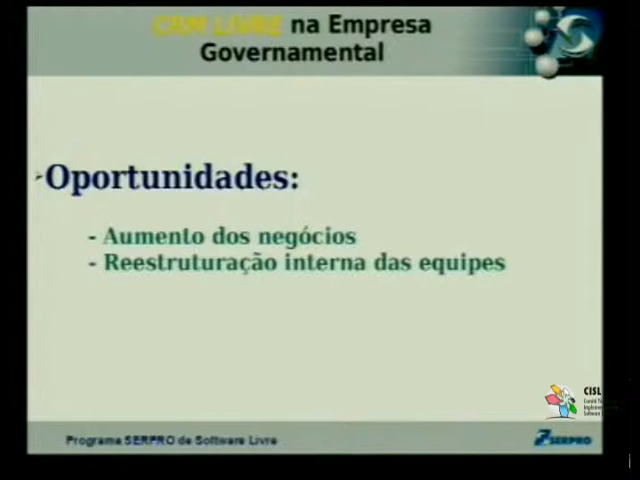 CRM LIVRE na Empresa
Governamental
Oportunidades:
- Aumento dos negócios
- Reestruturação interna das equipes
CISL
Programa SERPRO de Software Livre
SERPRO